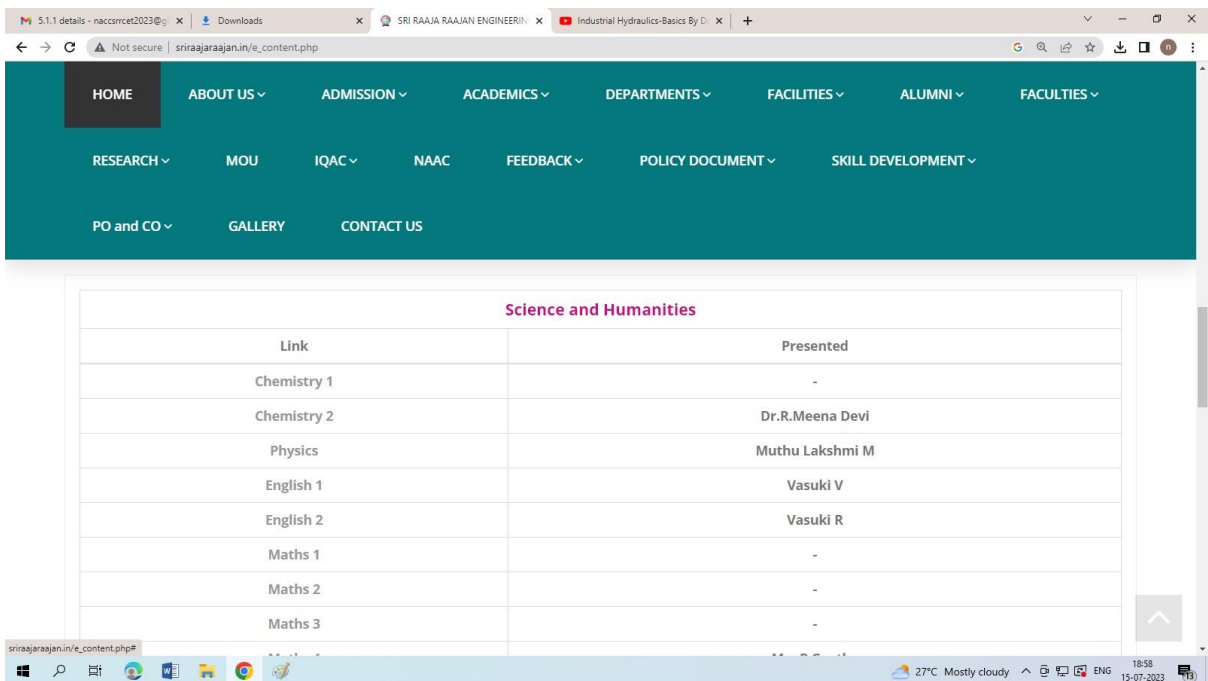 5.1.1 details - naccsrrcet2023@g
Downloads
SRI RAAJA RAAJAN ENGINEERIN
Industrial Hydraulics-Basics By D
Not secure | sriraajaraajan.in/e_content.php
n
HOME ABOUT US ADMISSION ACADEMICS DEPARTMENTS FACILITIES ALUMNI FACULTIES
RESEARCH MOU IQAC NAAC FEEDBACK POLICY DOCUMENT SKILL DEVELOPMENT
PO and CO GALLERY CONTACT US
Science and Humanities
Link Presented
Chemistry 1 -
Chemistry 2 Dr.R.Meena Devi
Physics Muthu Lakshmi M
English 1 Vasuki V
English 2 Vasuki R
Maths 1 -
Maths 2 -
Maths 3 -
sriraajaraajan.in/e_content.php#
27°C Mostly cloudy ENG 18:58
15-07-2023